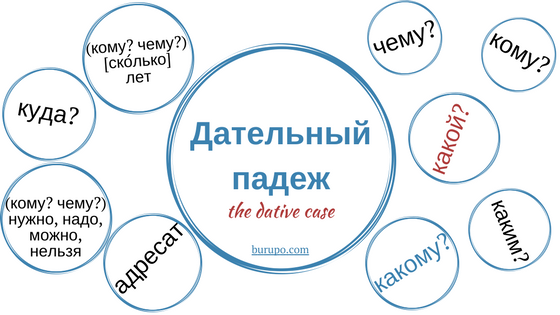 (кому? чему?)
[ско́лько]
лет
куда?
(кому? чему?)
нужно, надо,
можно,
нельзя
адресат
Дательный
падеж
the dative case
burupo.com
чему?
кому?
какой?
каким?
какому?